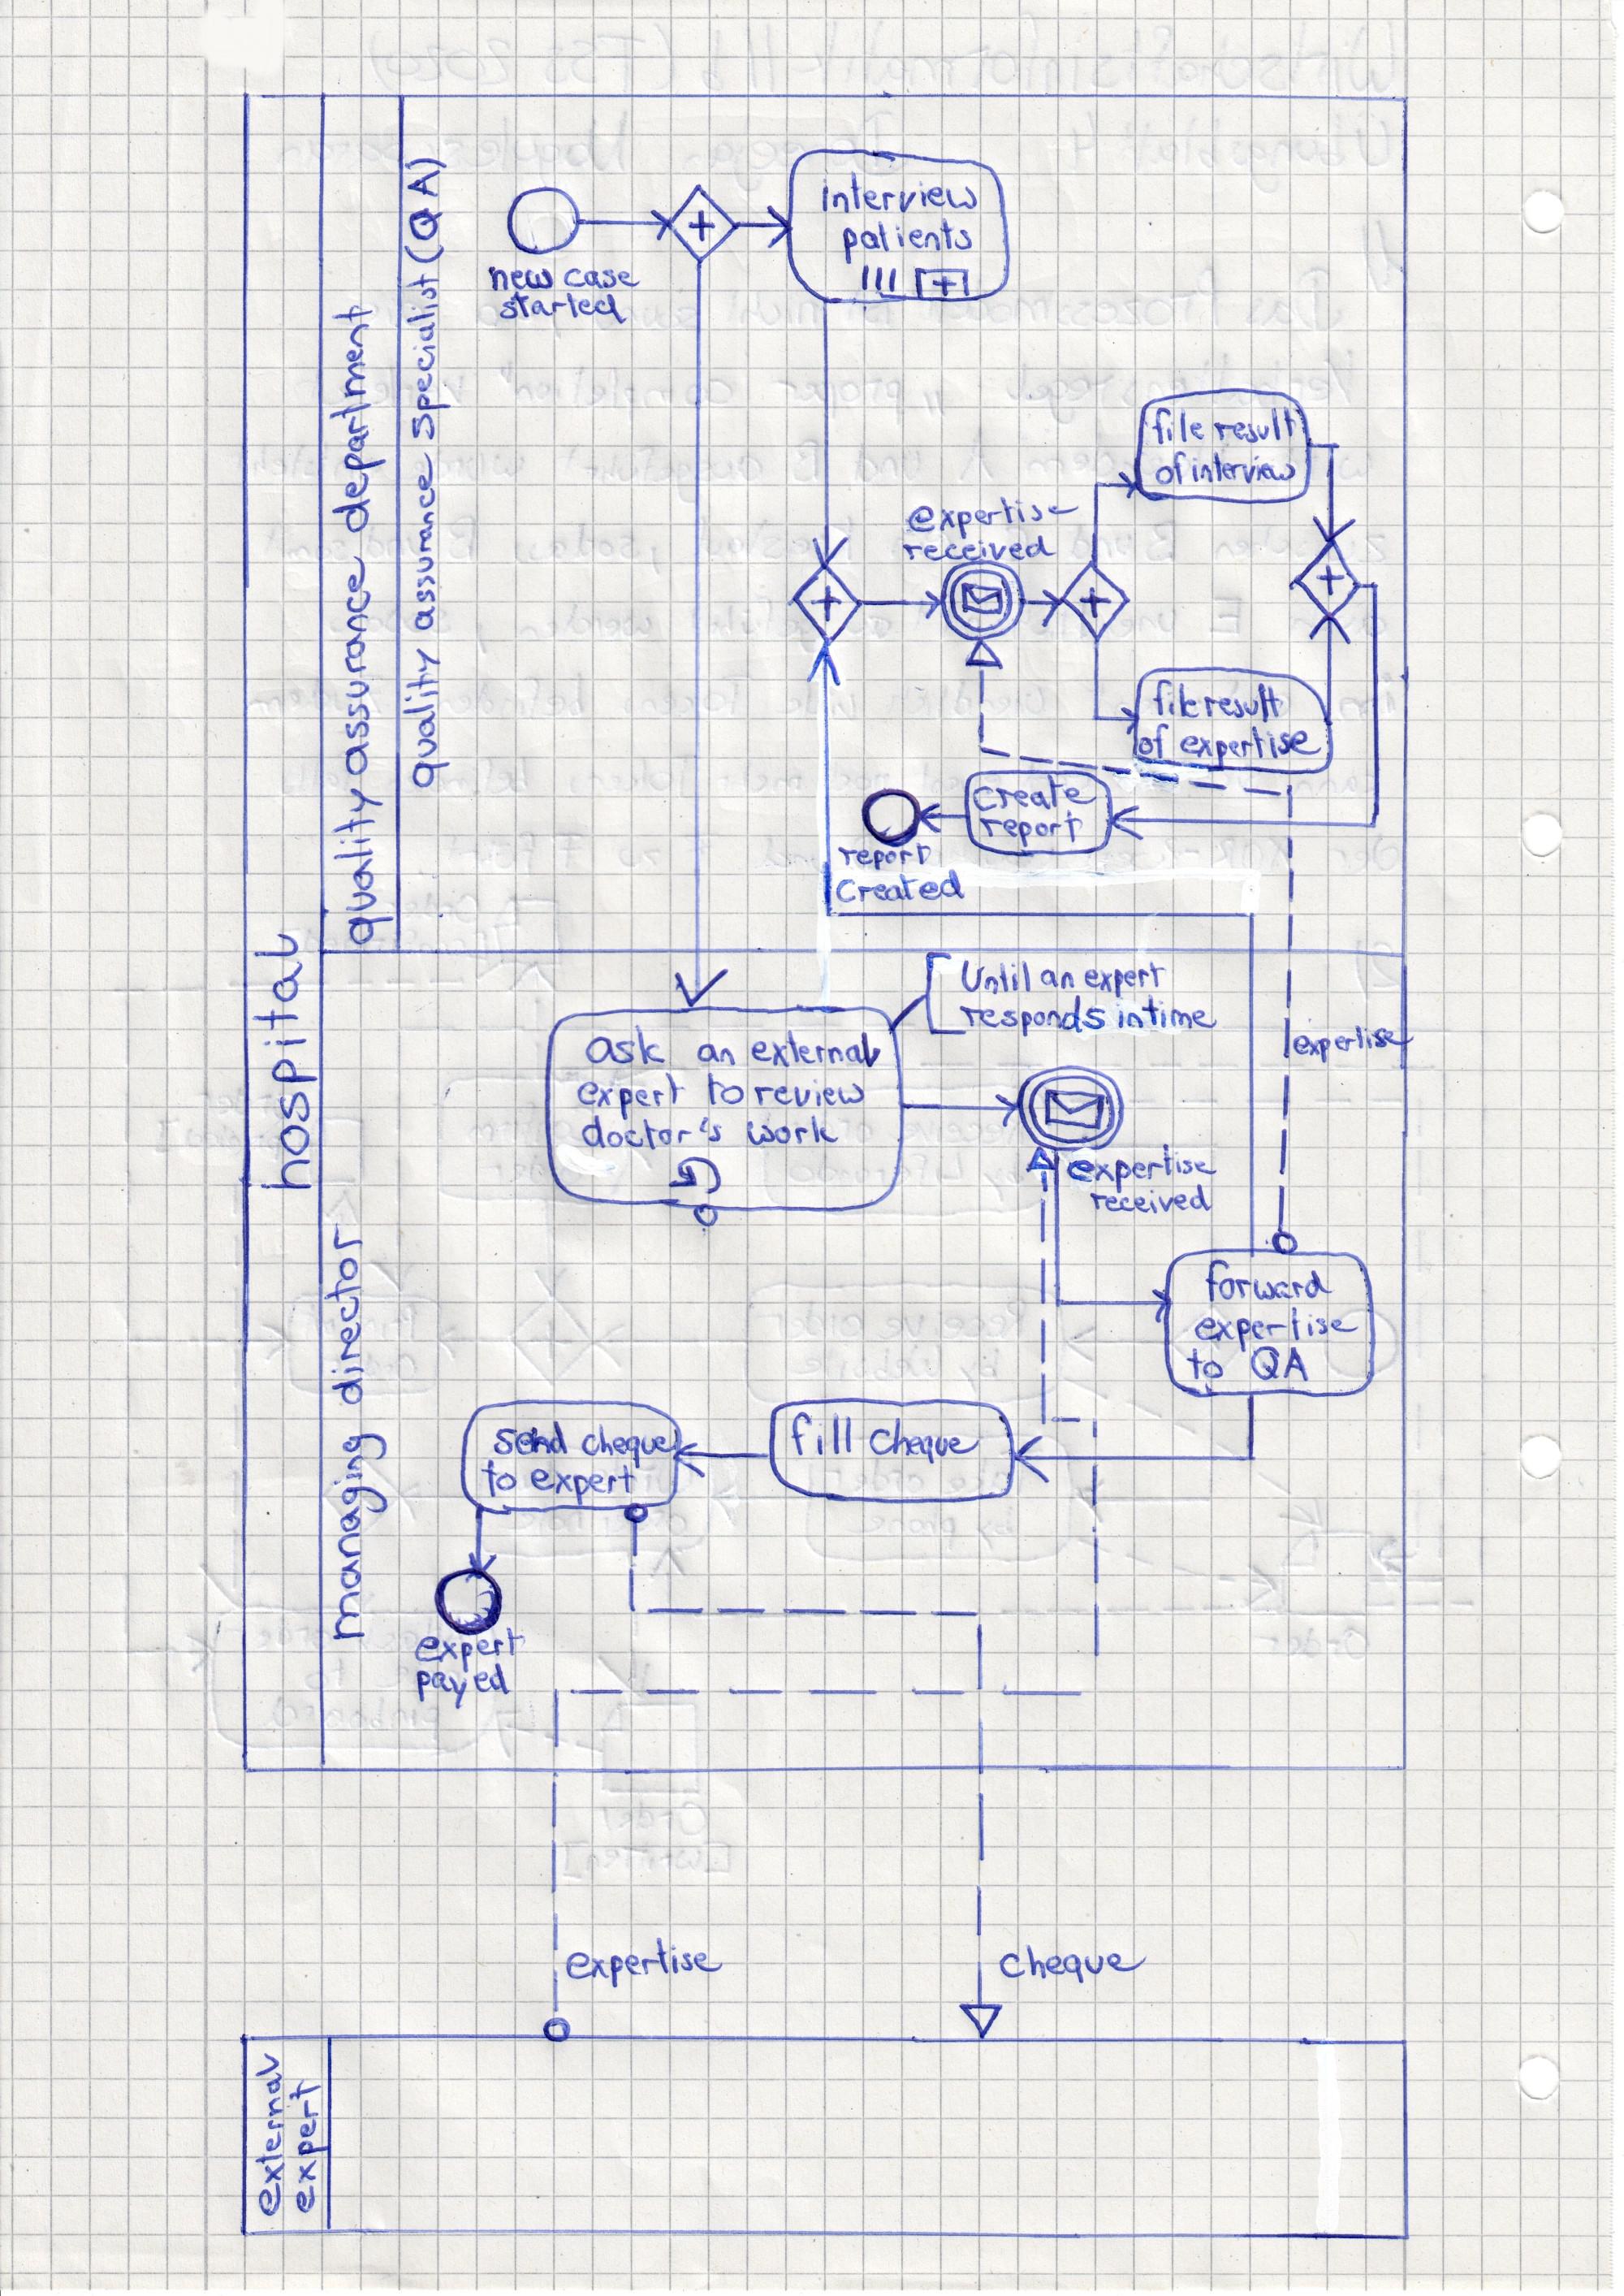 hospital
quality assurance department
quality assurance specialist (QA)
new case
started
interview
patients
file result
of interview
expertise
received
file result
of expertise
create
report
report
Created
managing director
Until an expert
responds in time
ask an external
expert to review
doctor's work
expertise
expertise
received
forward
expertise
to QA
send cheque
to expert
fill cheque
expert
payed
expertise
cheque
external
expert